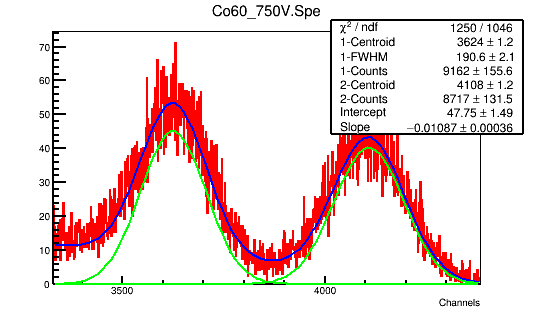 Co60_750V.Spe
χ² / ndf 1250 / 1046
1-Centroid 3624 ± 1.2
1-FWHM 190.6 ± 2.1
1-Counts 9162 ± 155.6
2-Centroid 4108 ± 1.2
2-Counts 8717 ± 131.5
Intercept 47.75 ± 1.49
Slope −0.01087 ± 0.00036
70
60
50
40
30
20
10
0
3500 4000
Channels